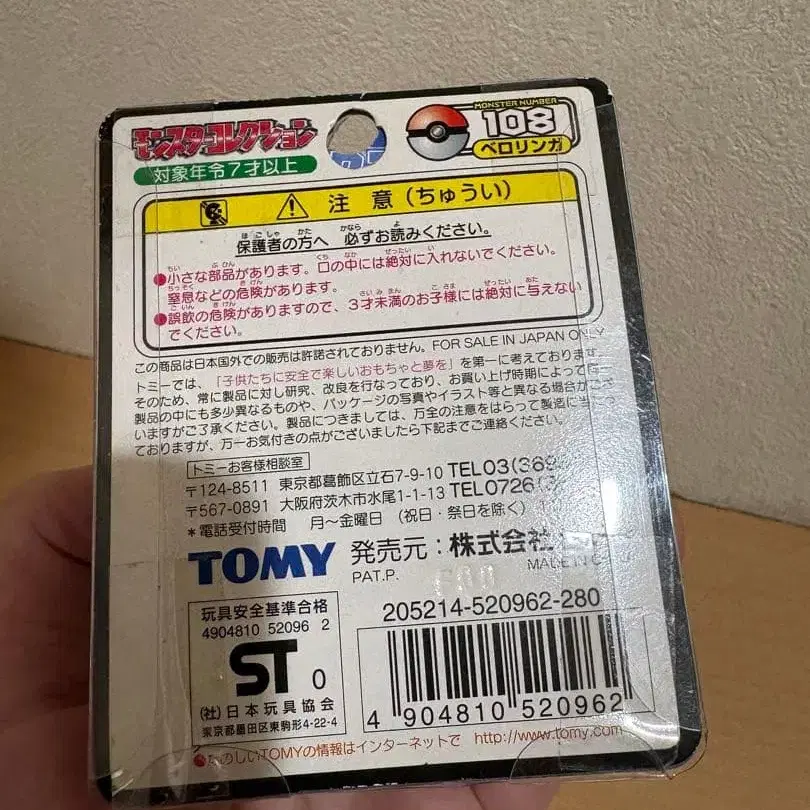 モンスターコレクション
対象年令7才以上
MONSTER NUMBER
108
ベロリンガ
注 意 (ちゅうい)
保護者の方へ 必ずお読みください。
●小さな部品があります。口の中には絶対に入れないでください。
窒息などの危険があります。
●誤飲の危険がありますので、3才未満のお子様には絶対に与えない
でください。
この商品は日本国外での販売は許諾されておりません。FOR SALE IN JAPAN ONLY
トミーでは、「子供たちに安全で楽しいおもちゃと夢を」を第一に考えております。
そのため、常に製品に対し研究、改良を行なっており、お買い上げ時期によって
製品の中にも多少異なるものや、パッケージの写真やイラスト等と異なる場合が
いますがご了承ください。製品につきましては、万全の注意をはらって製造に
ておりますが、万一お気付きの点がございましたら下記までご連絡ください。
トミーお客様相談室
〒124-8511 東京都葛飾区立石7-9-10 TEL03
〒567-0891 大阪府茨木市水尾1-1-13 TEL0726
*電話受付時間 月〜金曜日 (祝日・祭日を除く)
TOMY 発売元:株式会社
PAT.P. MADE IN
玩具安全基準合格
4904810 52096 2
ST 0
(社)日本玩具協会
東京都墨田区東駒形4-22-4
205214-520962-280
4 904810 520962
●たのしいTOMYの情報はインターネットで http://www.tomy.com/